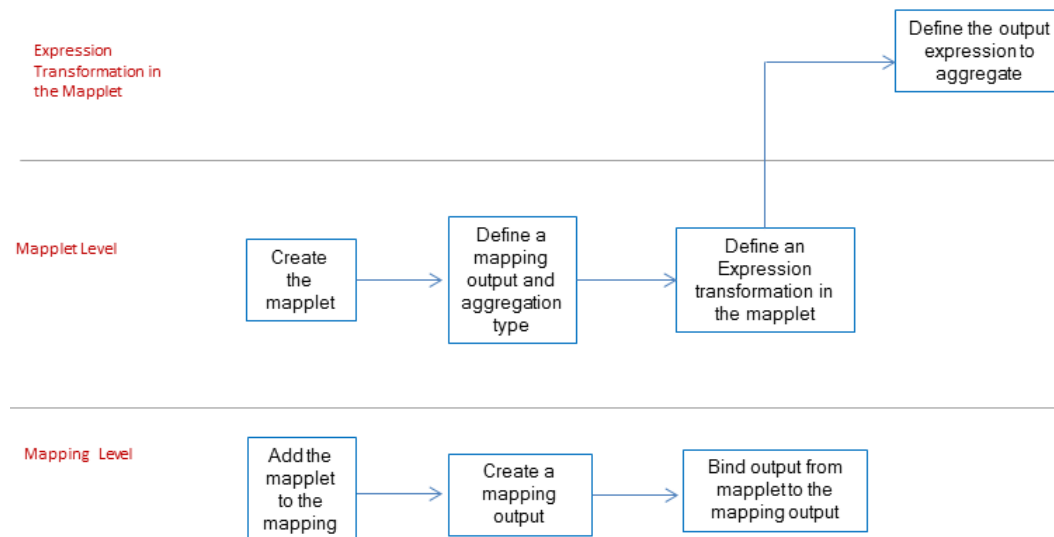 Expression
Transformation in
the Mapplet
Define the output
expression to
aggregate
Mapplet Level
Create
the
mapplet
Define a
mapping
output and
aggregation
type
Define an
Expression
transformation in
the mapplet
Mapping Level
Add the
mapplet
to the
mapping
Create a
mapping
output
Bind output from
mapplet to the
mapping output